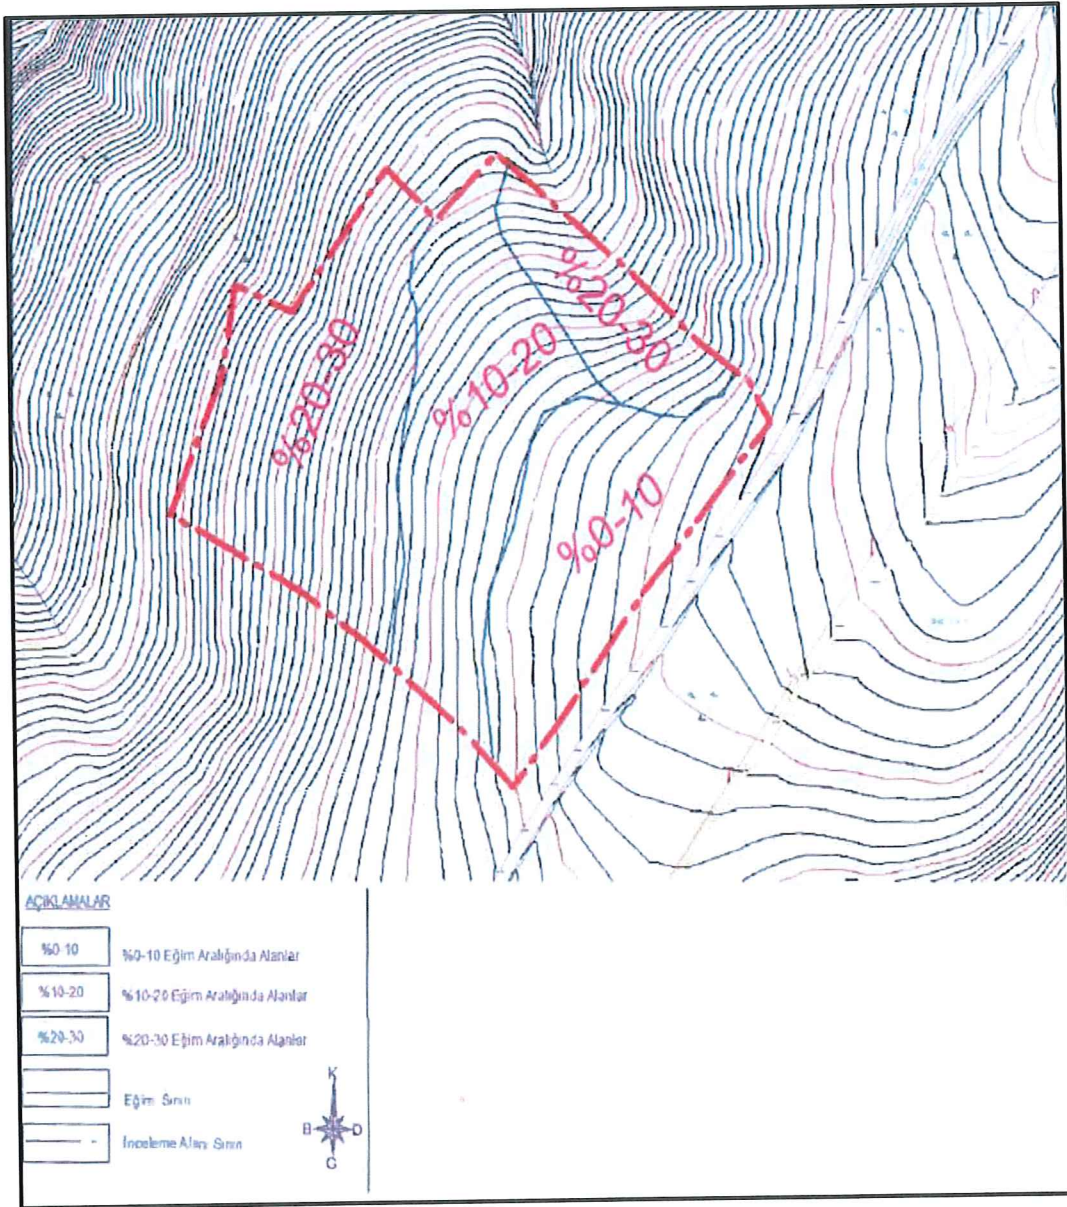 %20-30
%10-20
%20-30
%0-10
AÇIKLAMALAR
%0-10 %0-10 Eğim Aralığında Alanlar
%10-20 %10-20 Eğim Aralığında Alanlar
%20-30 %20-30 Eğim Aralığında Alanlar
Eğim Sınırı
İnceleme Alanı Sınırı
K
B D
G